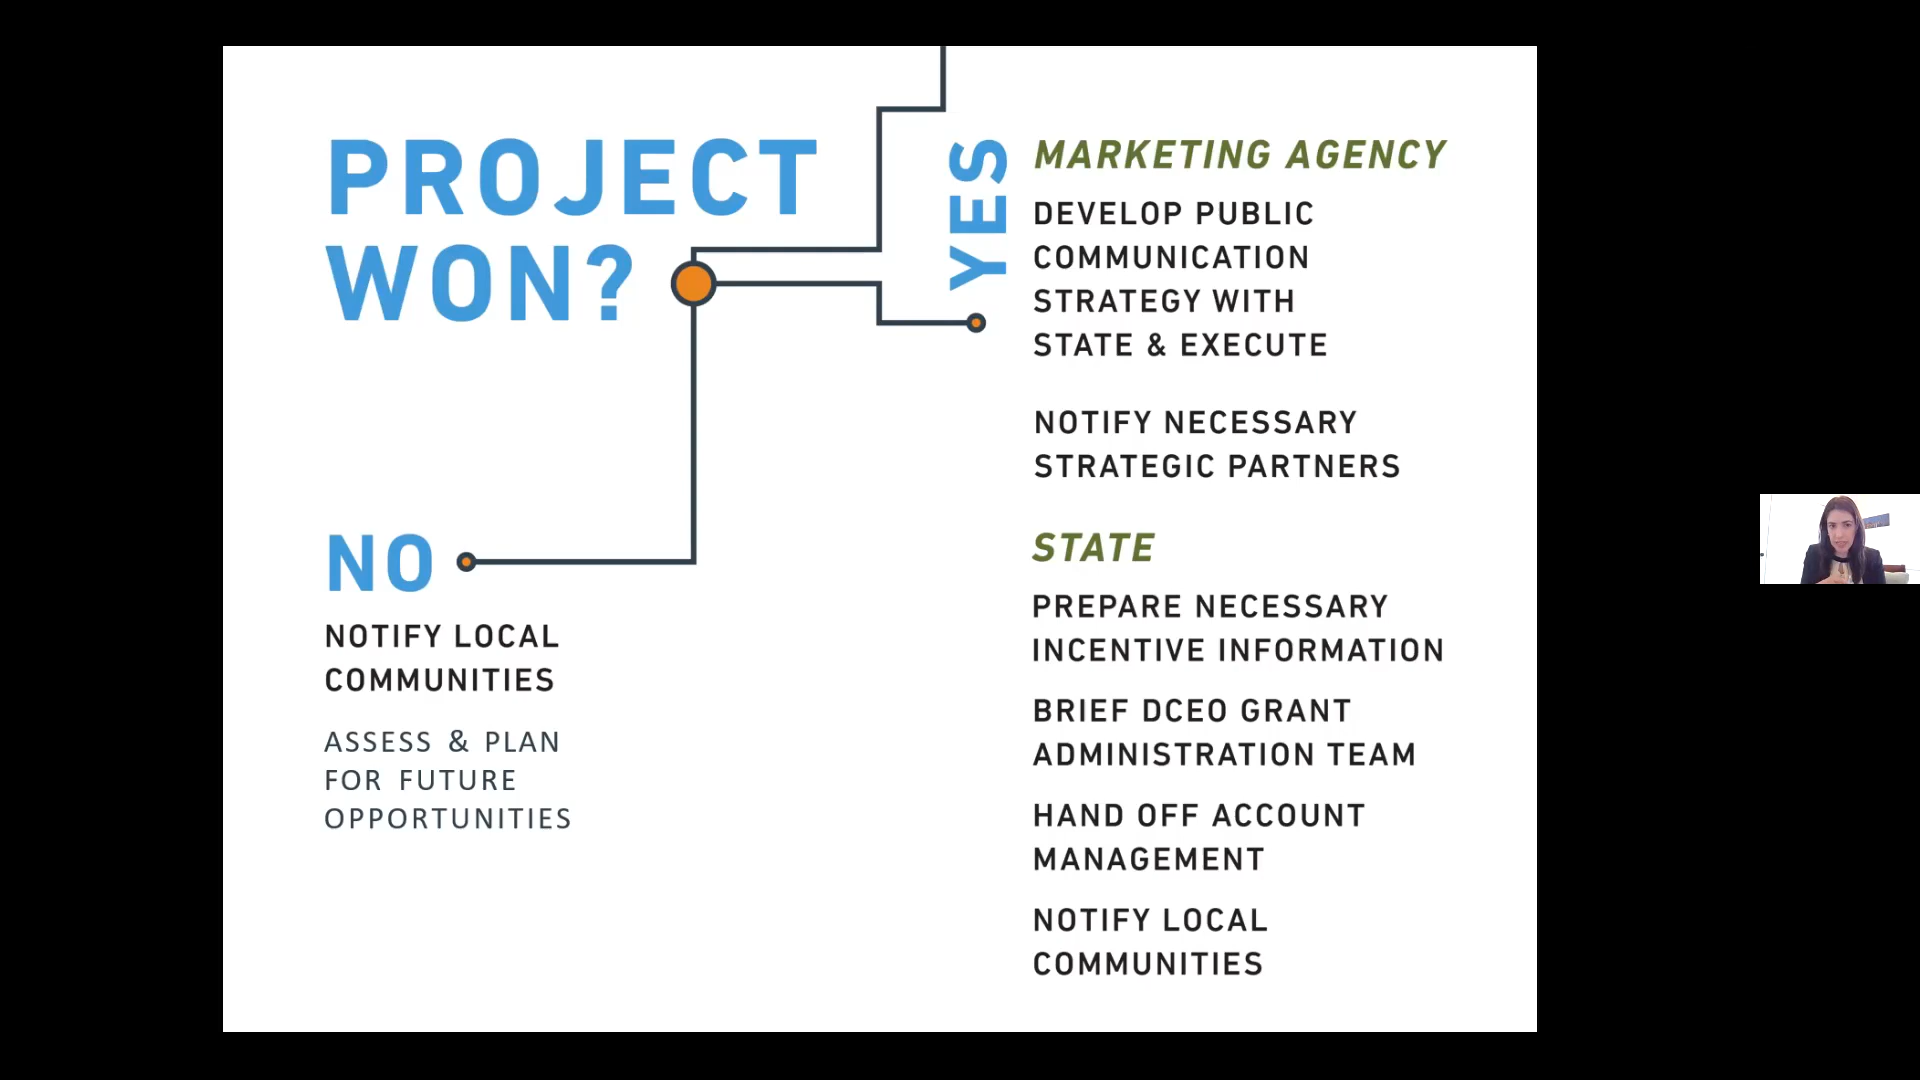 PROJECT
WON?
YES
MARKETING AGENCY
DEVELOP PUBLIC
COMMUNICATION
STRATEGY WITH
STATE & EXECUTE
NOTIFY NECESSARY
STRATEGIC PARTNERS
STATE
PREPARE NECESSARY
INCENTIVE INFORMATION
BRIEF DCEO GRANT
ADMINISTRATION TEAM
HAND OFF ACCOUNT
MANAGEMENT
NOTIFY LOCAL
COMMUNITIES
NO
NOTIFY LOCAL
COMMUNITIES
ASSESS & PLAN
FOR FUTURE
OPPORTUNITIES